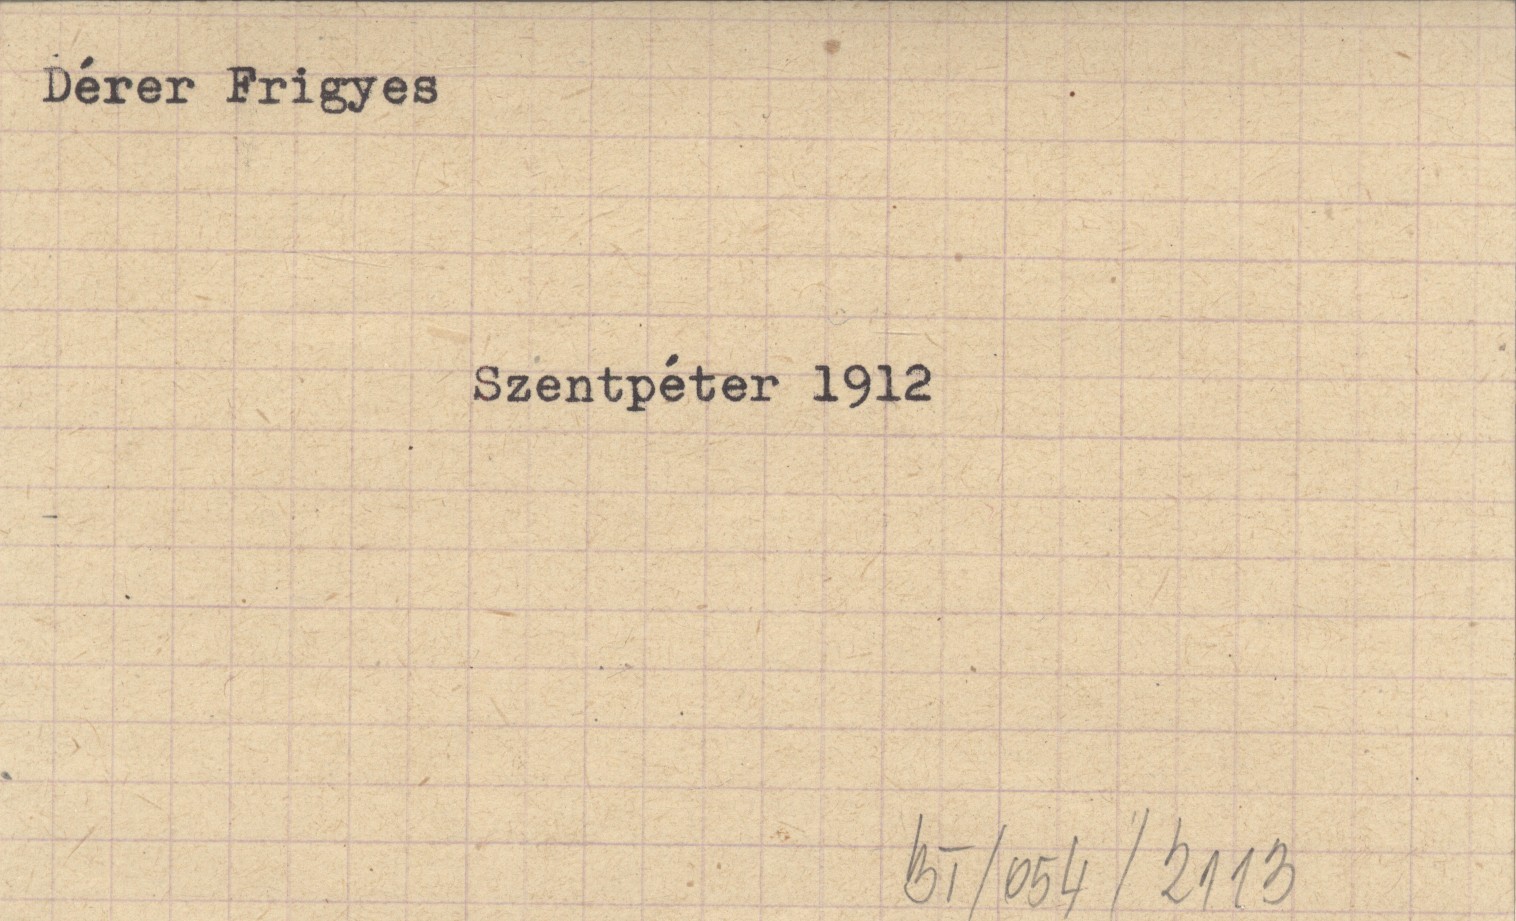 Dérer Frigyes
Szentpéter 1912
BT/054/2113